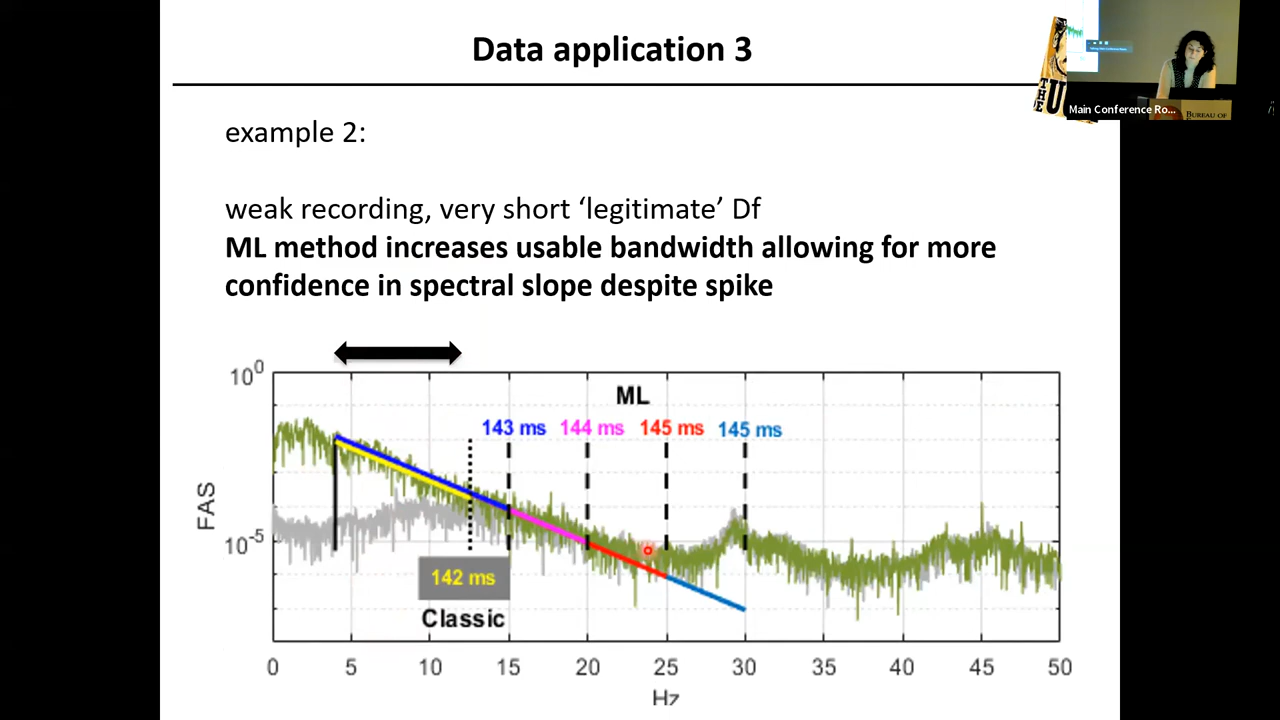 Data application 3
THE U
Main Conference Ro...
BUREAU OF
example 2:
weak recording, very short ‘legitimate’ Df
ML method increases usable bandwidth allowing for more
confidence in spectral slope despite spike
10^0
ML
143 ms 144 ms 145 ms 145 ms
FAS
10^-5
142 ms
Classic
0 5 10 15 20 25 30 35 40 45 50
Hz